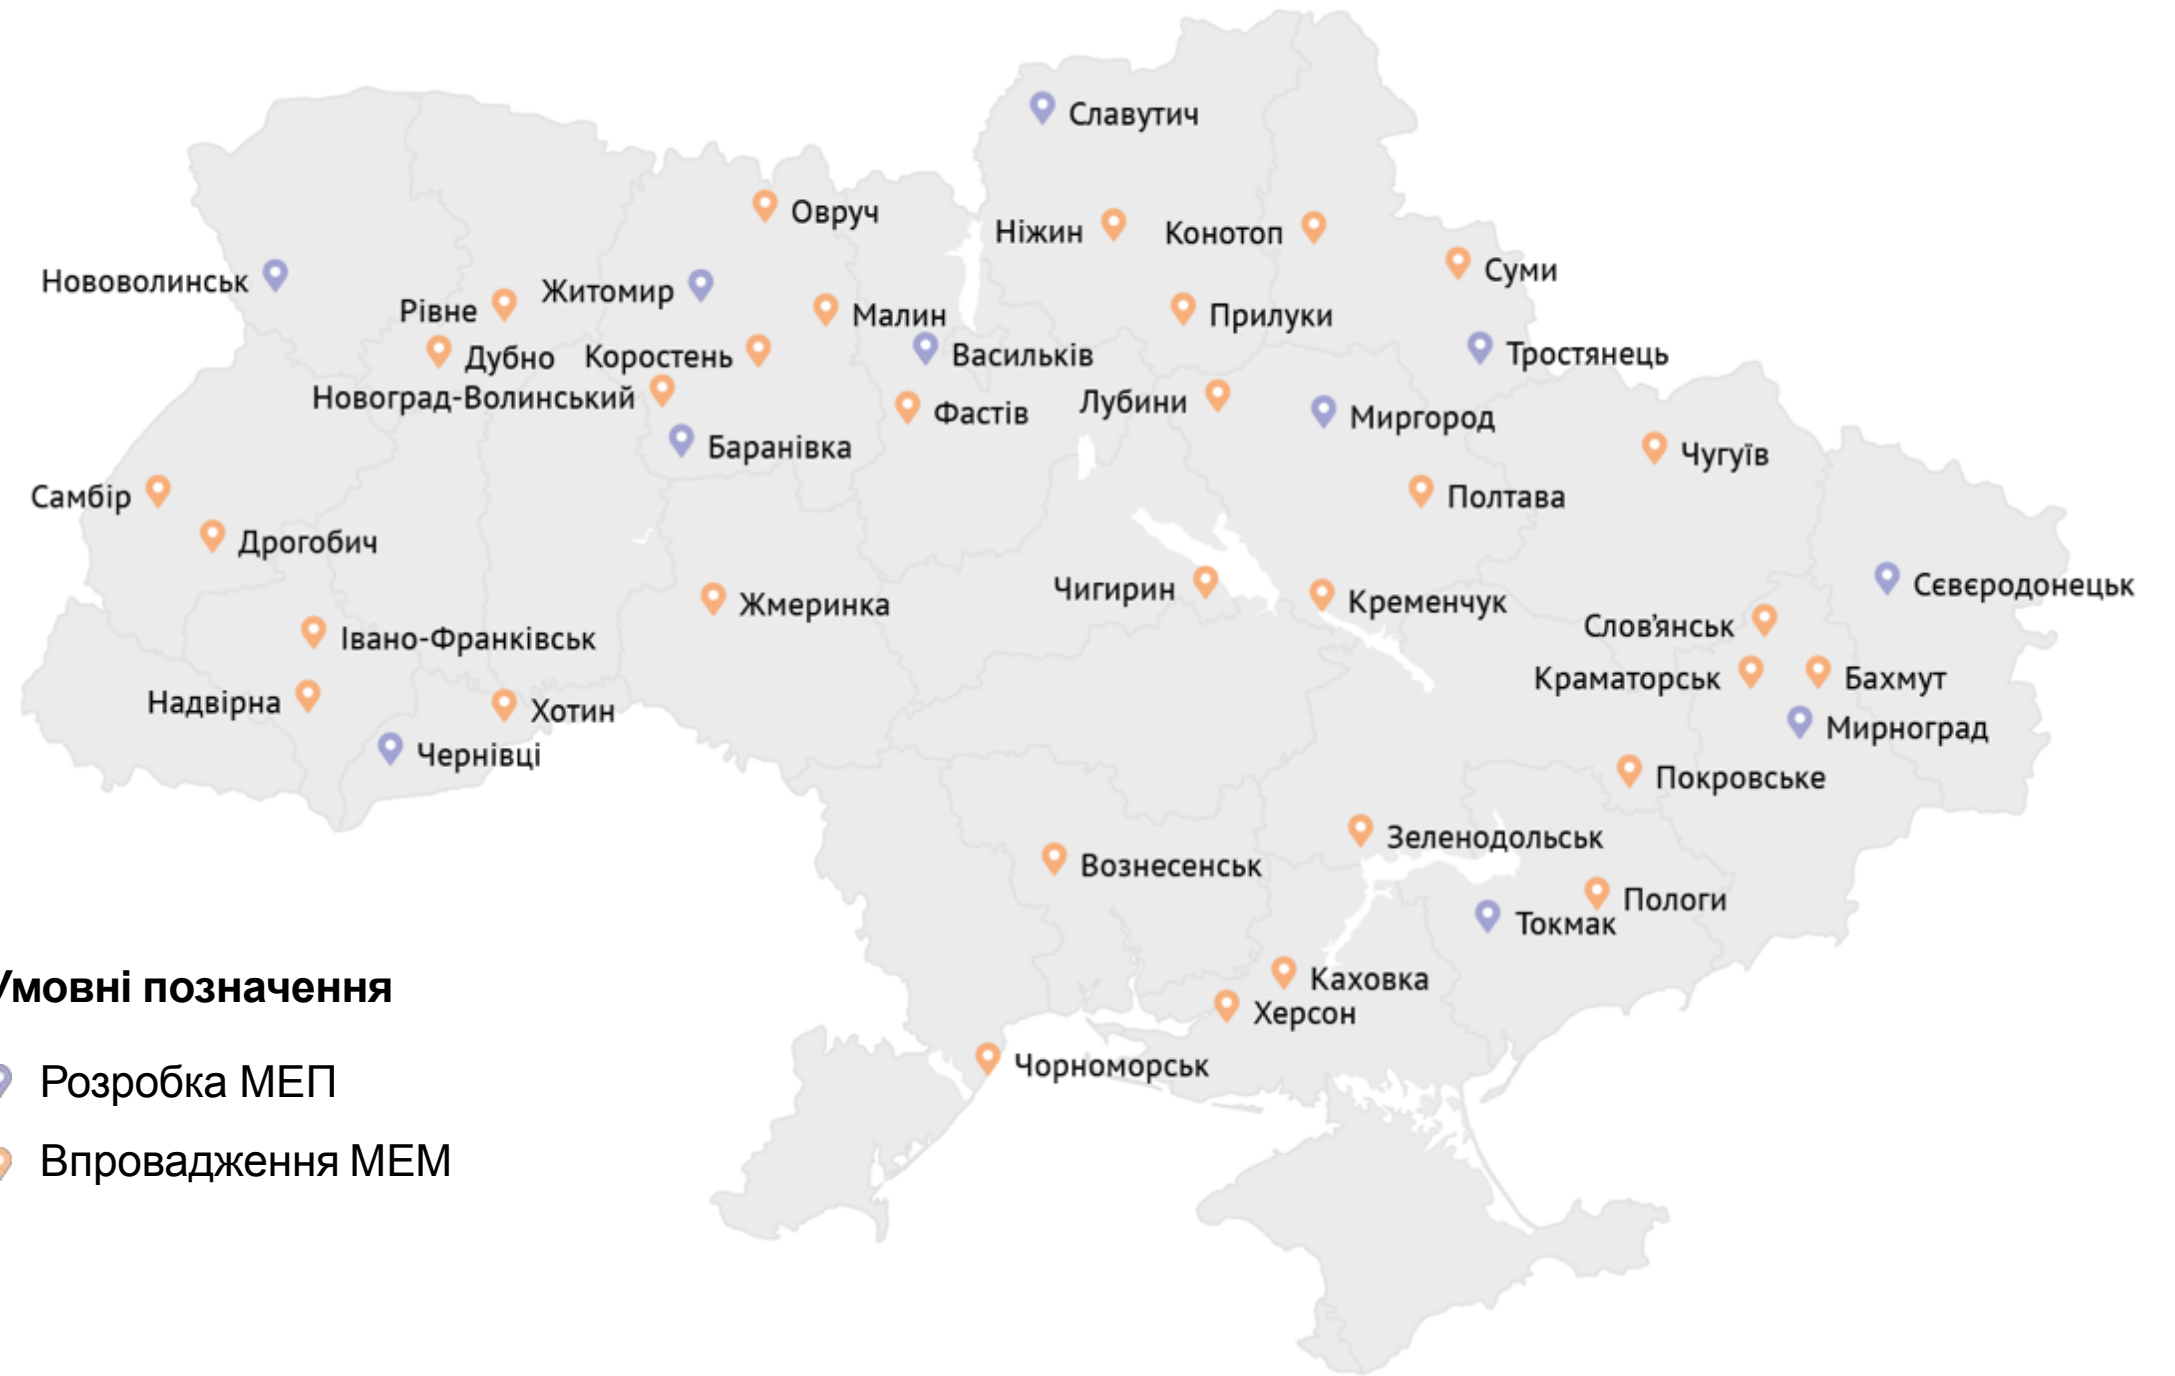 Славутич
Овруч
Ніжин
Конотоп
Суми
Нововолинськ
Житомир
Рівне
Малин
Прилуки
Дубно
Коростень
Васильків
Тростянець
Новоград-Волинський
Фастів
Лубини
Миргород
Баранівка
Чугуїв
Самбір
Полтава
Дрогобич
Чигирин
Сєвєродонецьк
Жмеринка
Кременчук
Слов'янськ
Івано-Франківськ
Краматорськ
Бахмут
Надвірна
Хотин
Мирноград
Чернівці
Покровське
Зеленодольськ
Вознесенськ
Пологи
Токмак
Каховка
Херсон
Чорноморськ
Умовні позначення
Розробка МЕП
Впровадження МЕМ